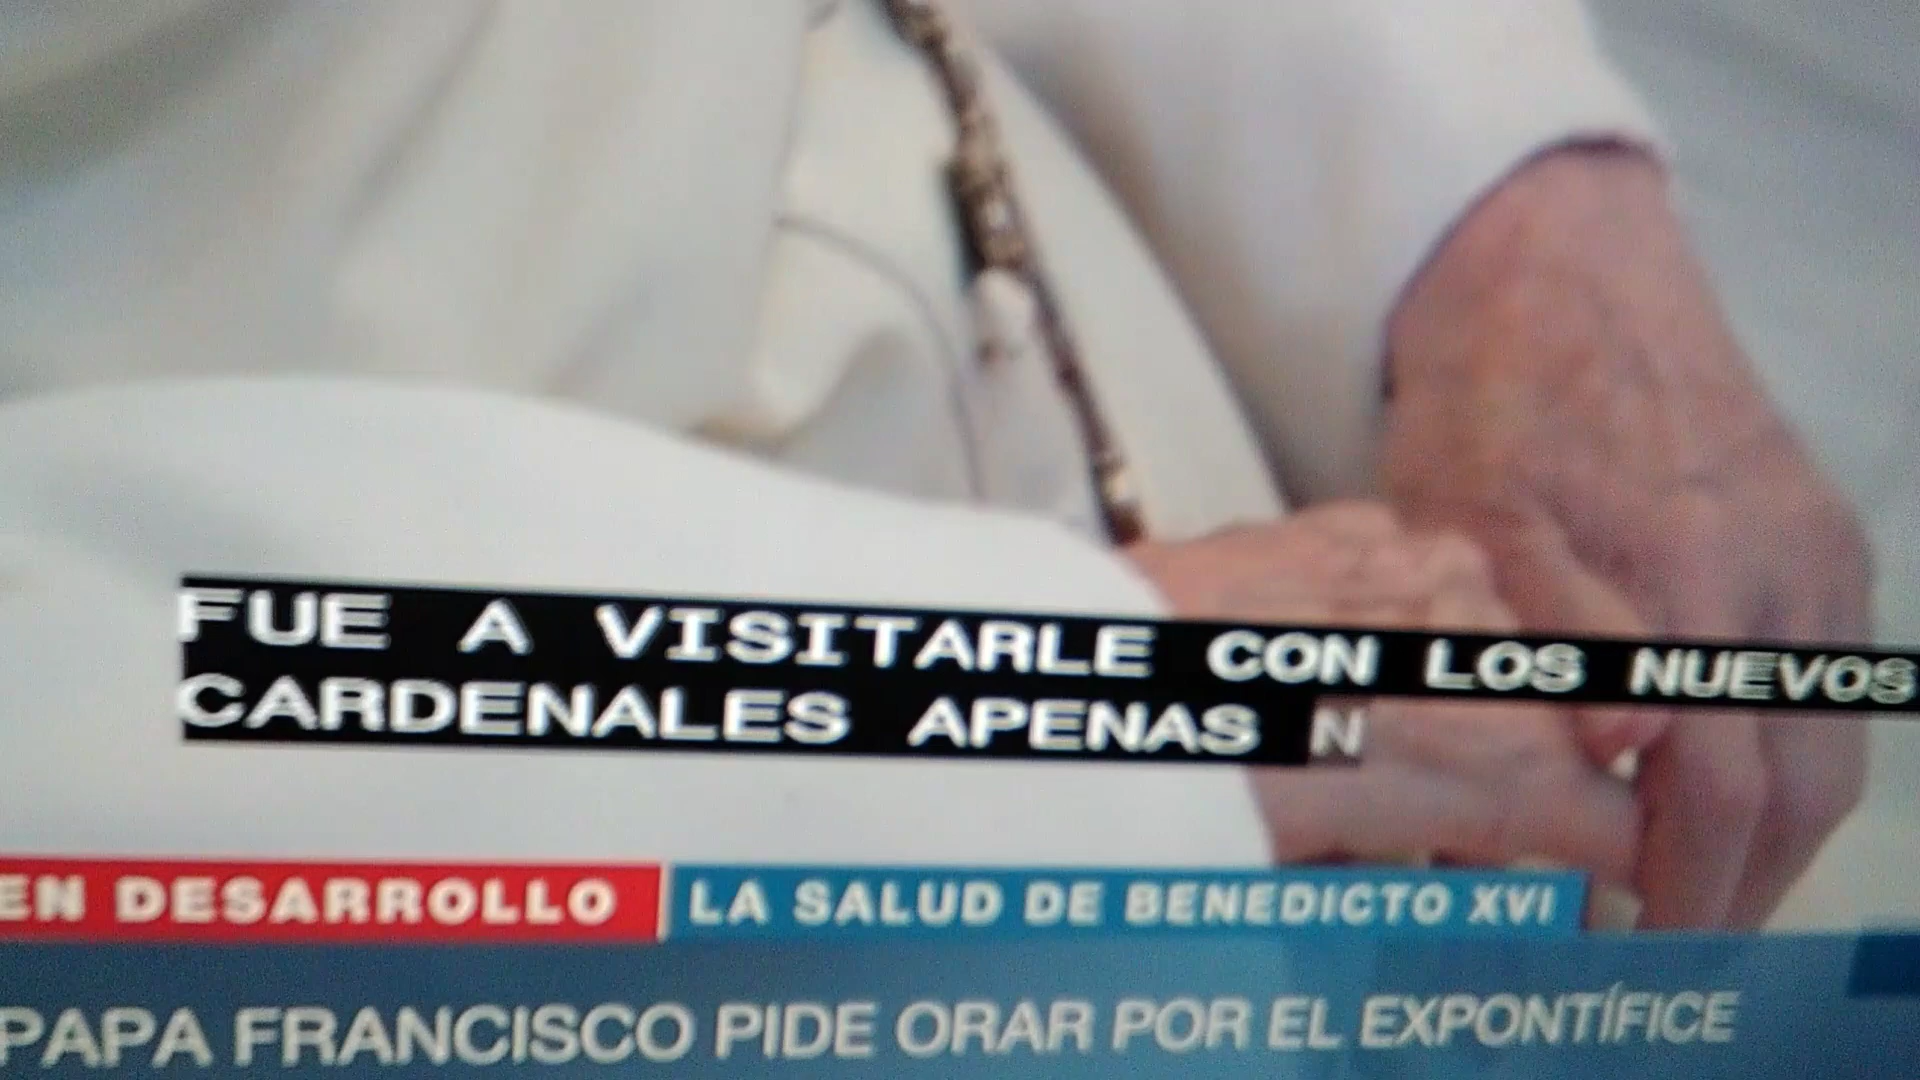 FUE A VISITARLE CON LOS NUEVOS
CARDENALES APENAS N
EN DESARROLLO
LA SALUD DE BENEDICTO XVI
PAPA FRANCISCO PIDE ORAR POR EL EXPONTÍFICE